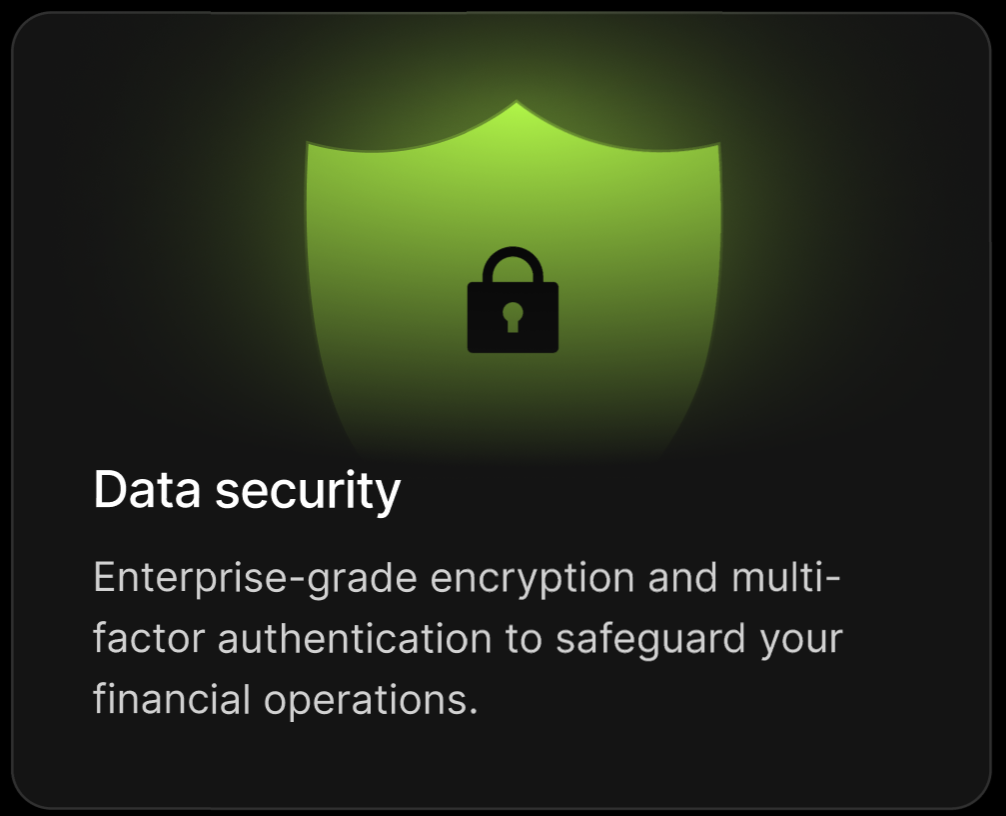 Data security
Enterprise-grade encryption and multi-
factor authentication to safeguard your
financial operations.